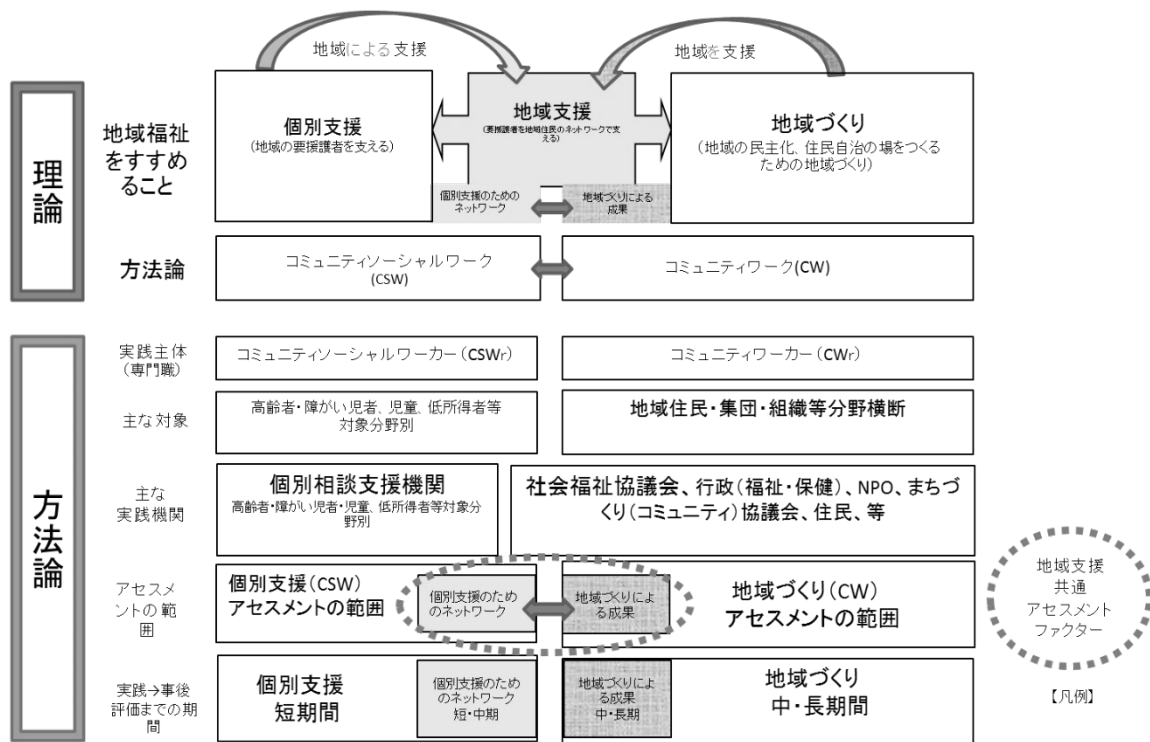 地域による支援
地域を支援
理論
地域福祉
をすすめ
ること
個別支援
(地域の要援護者を支える)
地域支援
(要援護者を地域住民のネットワークで支
える)
地域づくり
(地域の民主化、住民自治の場をつくる
ための地域づくり)
個別支援のための
ネットワーク
地域づくりによる
成果
方法論
コミュニティソーシャルワーク
(CSW)
コミュニティワーク(CW)
方法論
実践主体
(専門職)
コミュニティソーシャルワーカー(CSWr)
コミュニティワーカー(CWr)
主な対象
高齢者・障がい児者、児童、低所得者等
対象分野別
地域住民・集団・組織等分野横断
主な
実践機関
個別相談支援機関
高齢者・障がい児者・児童、低所得者等対象分
野別
社会福祉協議会、行政(福祉・保健)、NPO、まちづ
くり(コミュニティ)協議会、住民、等
アセスメ
ントの範
囲
個別支援(CSW)
アセスメントの範囲
個別支援のため
のネットワーク
地域づくりによ
る成果
地域づくり(CW)
アセスメントの範囲
地域支援
共通
アセスメント
ファクター
実践→事後
評価までの期
間
個別支援
短期間
個別支援のため
のネットワーク
短・中期
地域づくりによ
る成果
中・長期
地域づくり
中・長期間
【凡例】